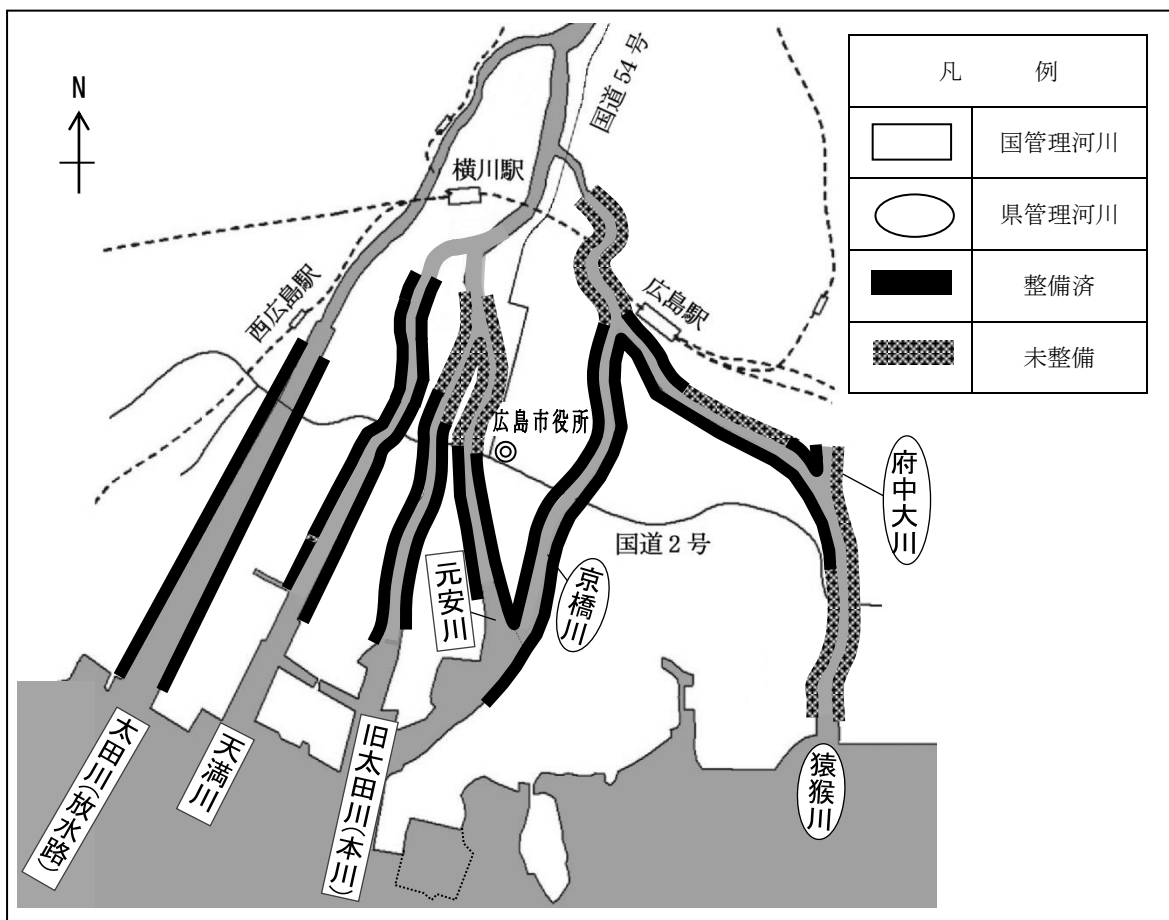 N
国道54号
横川駅
西広島駅
広島駅
広島市役所
国道2号
元安川
京橋川
府中大川
太田川(放水路)
天満川
旧太田川(本川)
猿猴川
凡 例
国管理河川
県管理河川
整備済
未整備